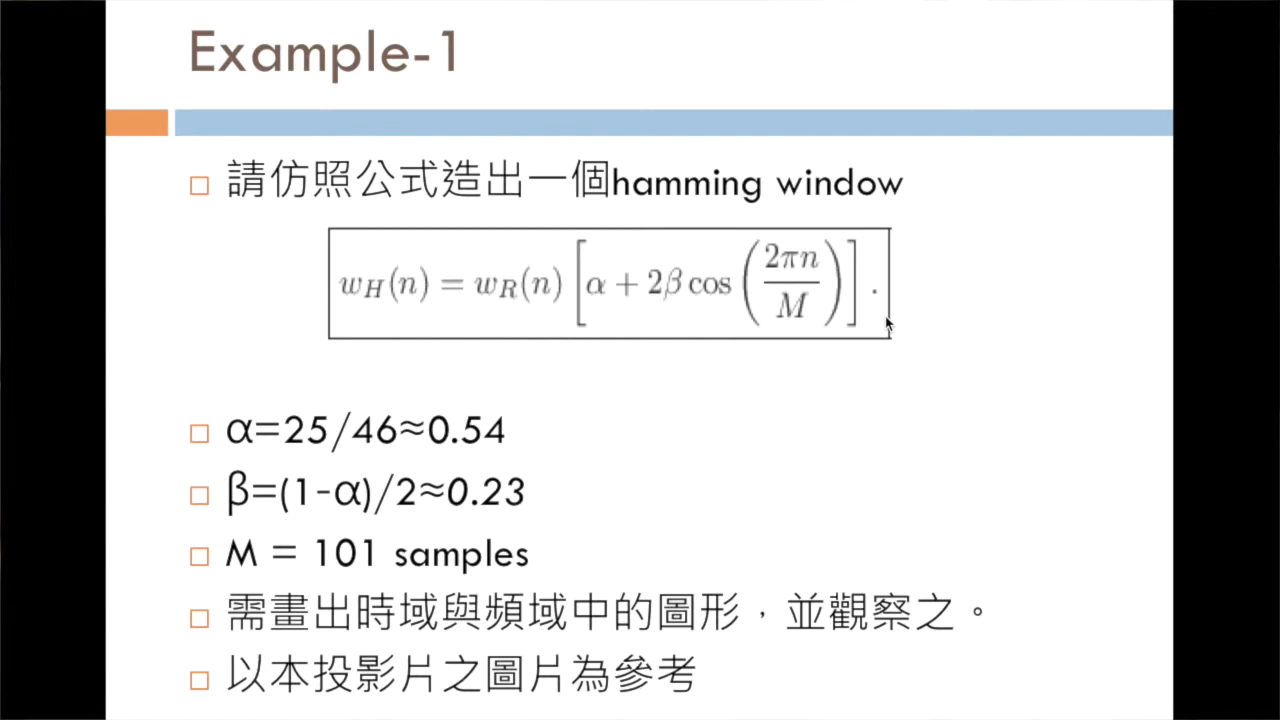 Example-1
請仿照公式造出一個hamming window
w_H(n) = w_R(n) [α + 2β cos (2πn/M)] .
α=25/46≈0.54
β=(1-α)/2≈0.23
M = 101 samples
需畫出時域與頻域中的圖形，並觀察之。
以本投影片之圖片為參考